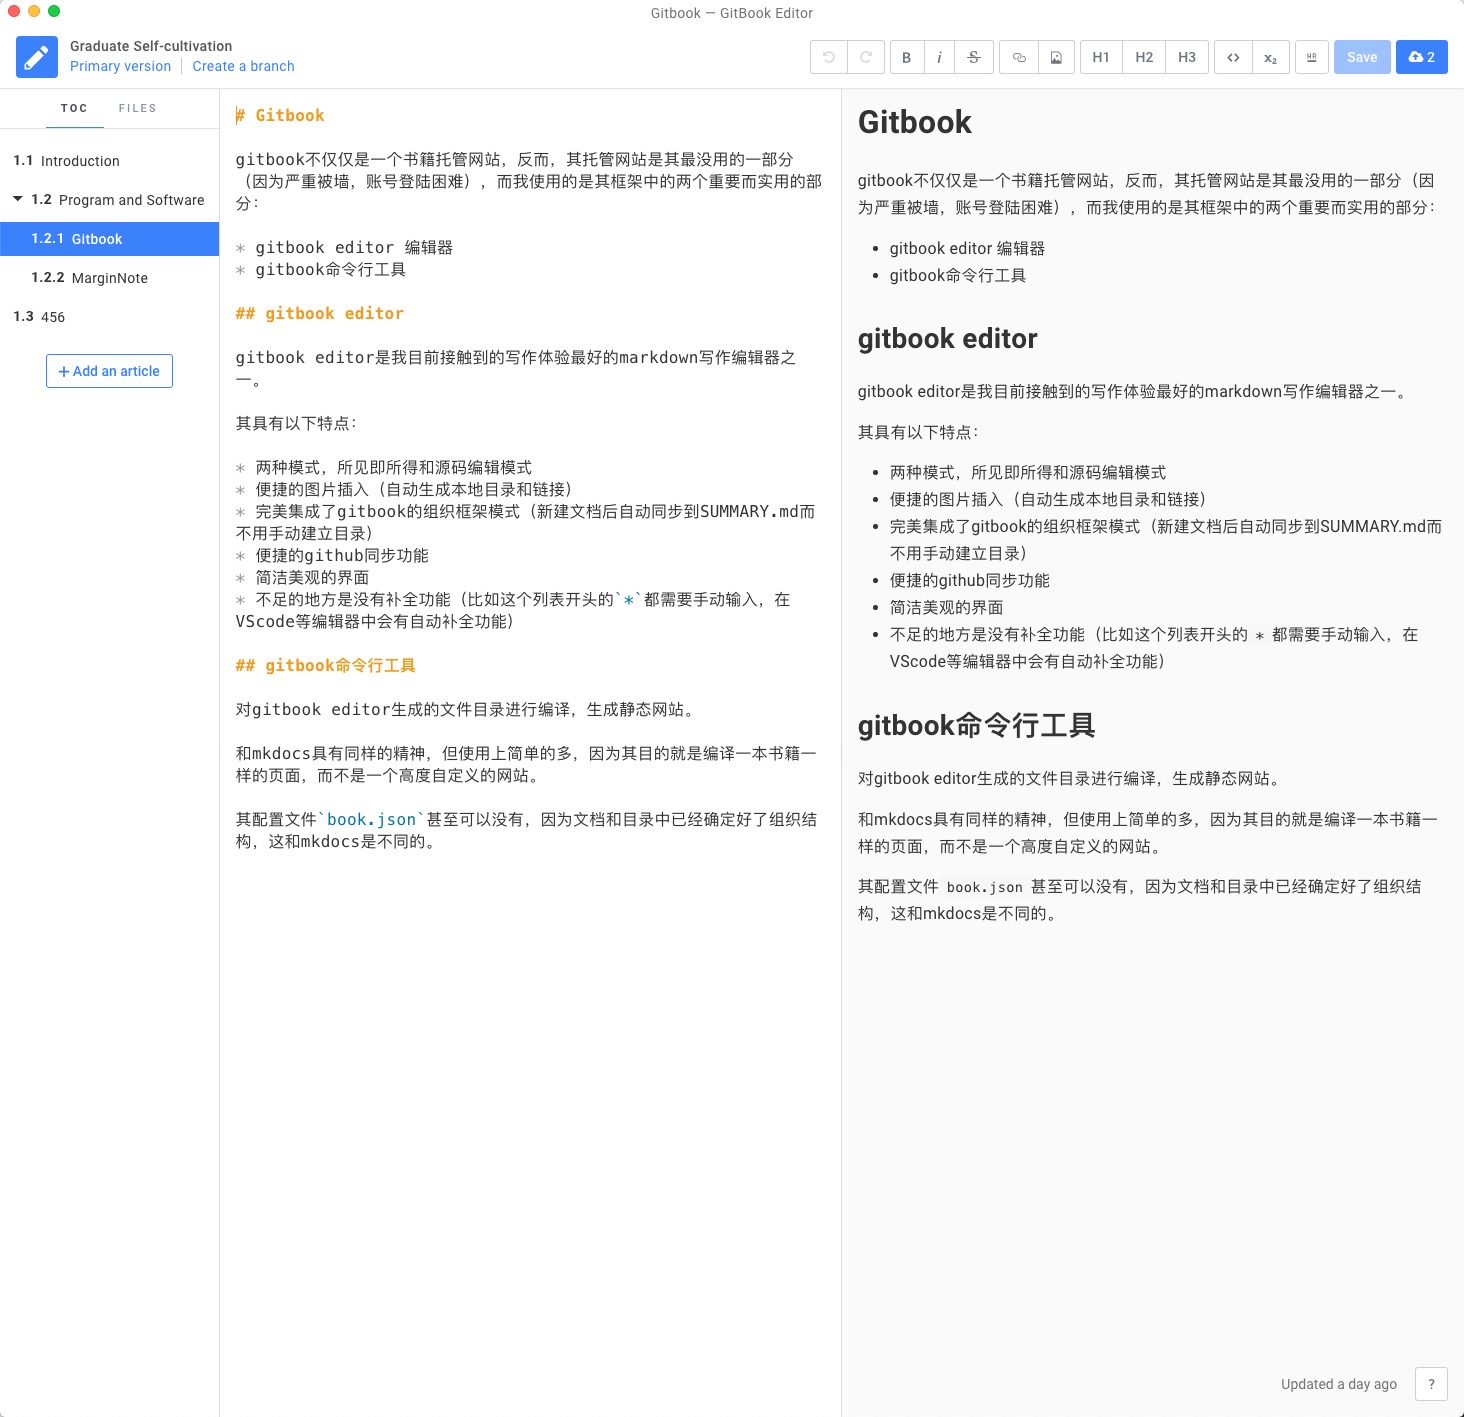 Gitbook — GitBook Editor
Graduate Self-cultivation
Primary version
Create a branch
B
i
S
H1
H2
H3
<>
x₂
HR
Save
2
TOC
FILES
1.1 Introduction
1.2 Program and Software
1.2.1 Gitbook
1.2.2 MarginNote
1.3 456
+ Add an article
# Gitbook
gitbook不仅仅是一个书籍托管网站，反而，其托管网站是其最没用的一部分
（因为严重被墙，账号登陆困难），而我使用的是其框架中的两个重要而实用的部
分：
* gitbook editor 编辑器
* gitbook命令行工具
## gitbook editor
gitbook editor是我目前接触到的写作体验最好的markdown写作编辑器之
一。
其具有以下特点：
* 两种模式，所见即所得和源码编辑模式
* 便捷的图片插入（自动生成本地目录和链接）
* 完美集成了gitbook的组织框架模式（新建文档后自动同步到SUMMARY.md而
不用手动建立目录）
* 便捷的github同步功能
* 简洁美观的界面
* 不足的地方是没有补全功能（比如这个列表开头的`*`都需要手动输入，在
VScode等编辑器中会有自动补全功能）
## gitbook命令行工具
对gitbook editor生成的文件目录进行编译，生成静态网站。
和mkdocs具有同样的精神，但使用上简单的多，因为其目的就是编译一本书籍一
样的页面，而不是一个高度自定义的网站。
其配置文件`book.json`甚至可以没有，因为文档和目录中已经确定好了组织结
构，这和mkdocs是不同的。
Gitbook
gitbook不仅仅是一个书籍托管网站，反而，其托管网站是其最没用的一部分（因
为严重被墙，账号登陆困难），而我使用的是其框架中的两个重要而实用的部分：
• gitbook editor 编辑器
• gitbook命令行工具
gitbook editor
gitbook editor是我目前接触到的写作体验最好的markdown写作编辑器之一。
其具有以下特点：
• 两种模式，所见即所得和源码编辑模式
• 便捷的图片插入（自动生成本地目录和链接）
• 完美集成了gitbook的组织框架模式（新建文档后自动同步到SUMMARY.md而
不用手动建立目录）
• 便捷的github同步功能
• 简洁美观的界面
• 不足的地方是没有补全功能（比如这个列表开头的 * 都需要手动输入，在
VScode等编辑器中会有自动补全功能）
gitbook命令行工具
对gitbook editor生成的文件目录进行编译，生成静态网站。
和mkdocs具有同样的精神，但使用上简单的多，因为其目的就是编译一本书籍一
样的页面，而不是一个高度自定义的网站。
其配置文件 book.json 甚至可以没有，因为文档和目录中已经确定好了组织结
构，这和mkdocs是不同的。
Updated a day ago
?